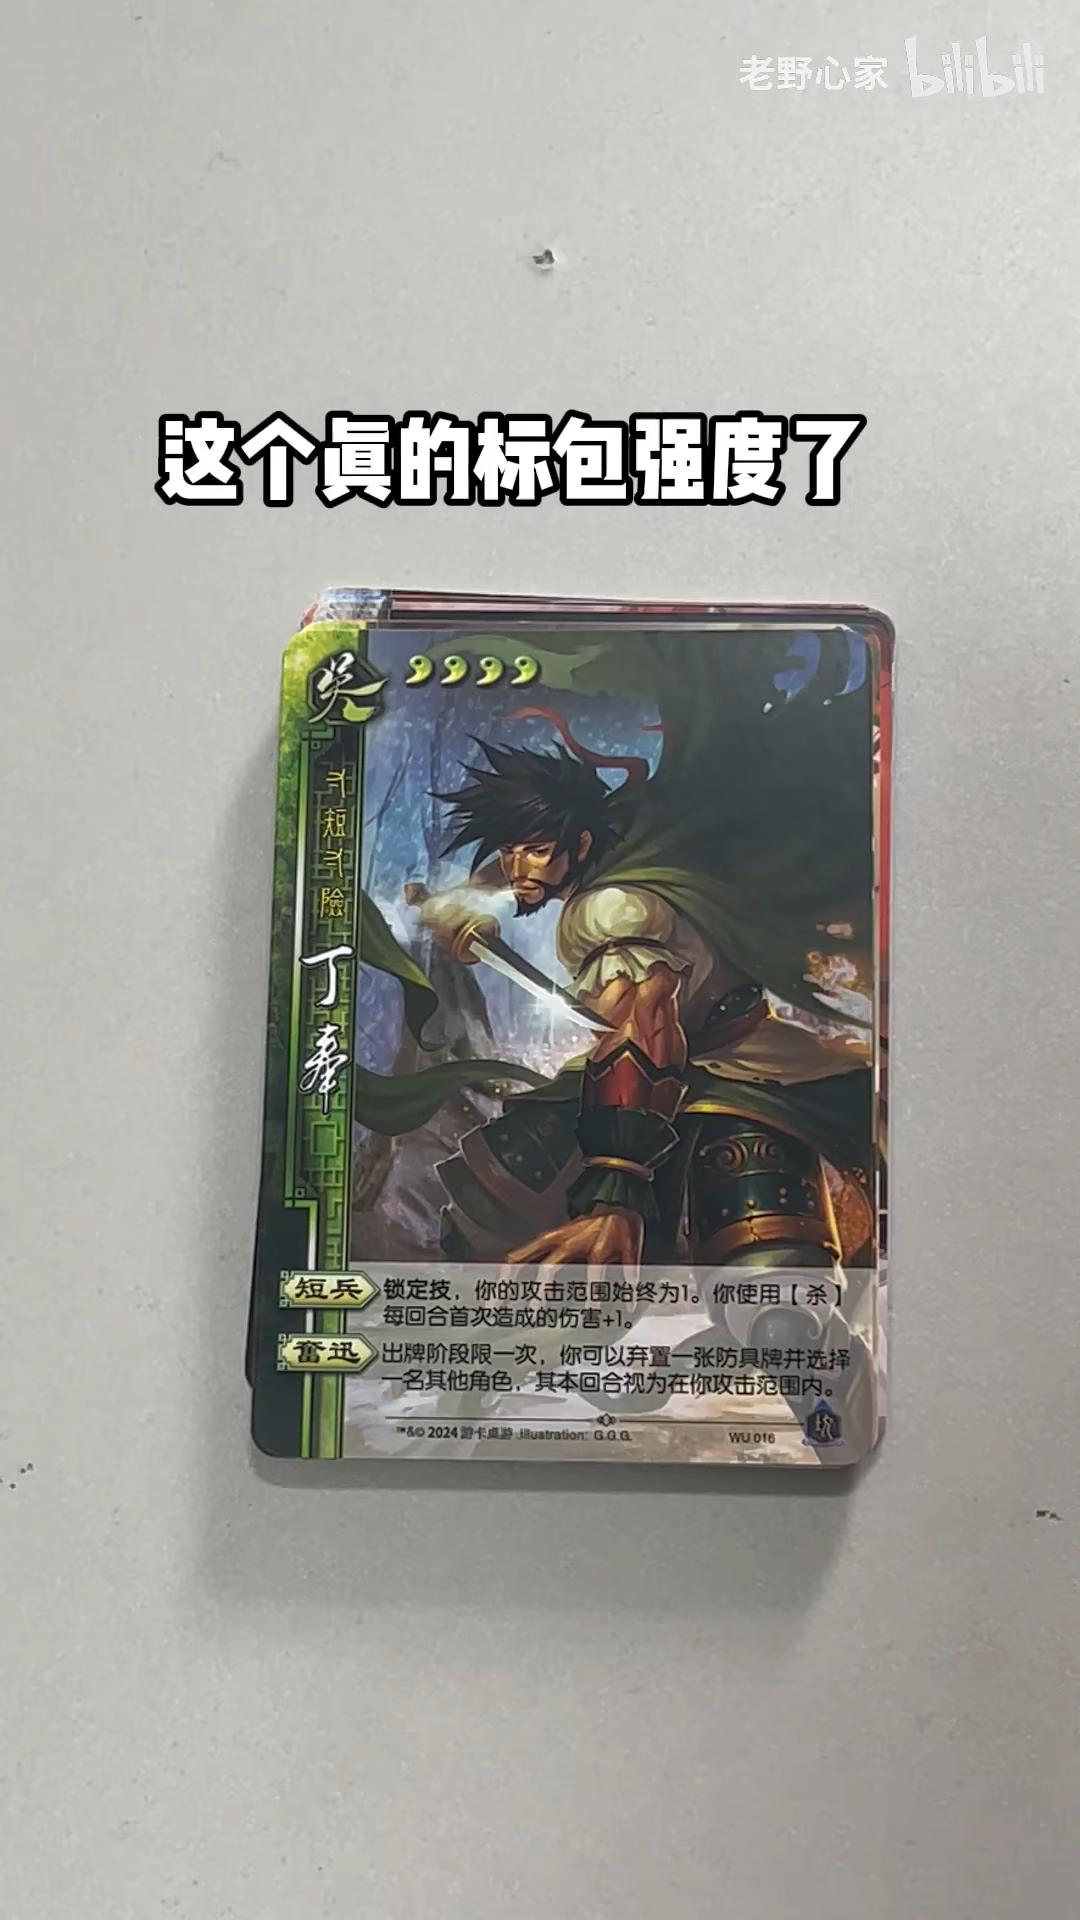 老野心家 bilibili
这个真的标包强度了
吴
寸短寸險
丁奉
短兵 锁定技，你的攻击范围始终为1。你使用【杀】
每回合首次造成的伤害+1。
奋迅 出牌阶段限一次，你可以弃置一张防具牌并选择
一名其他角色，其本回合视为在你攻击范围内。
™&© 2024 游卡桌游 Illustration: G.G.G.
WU 016